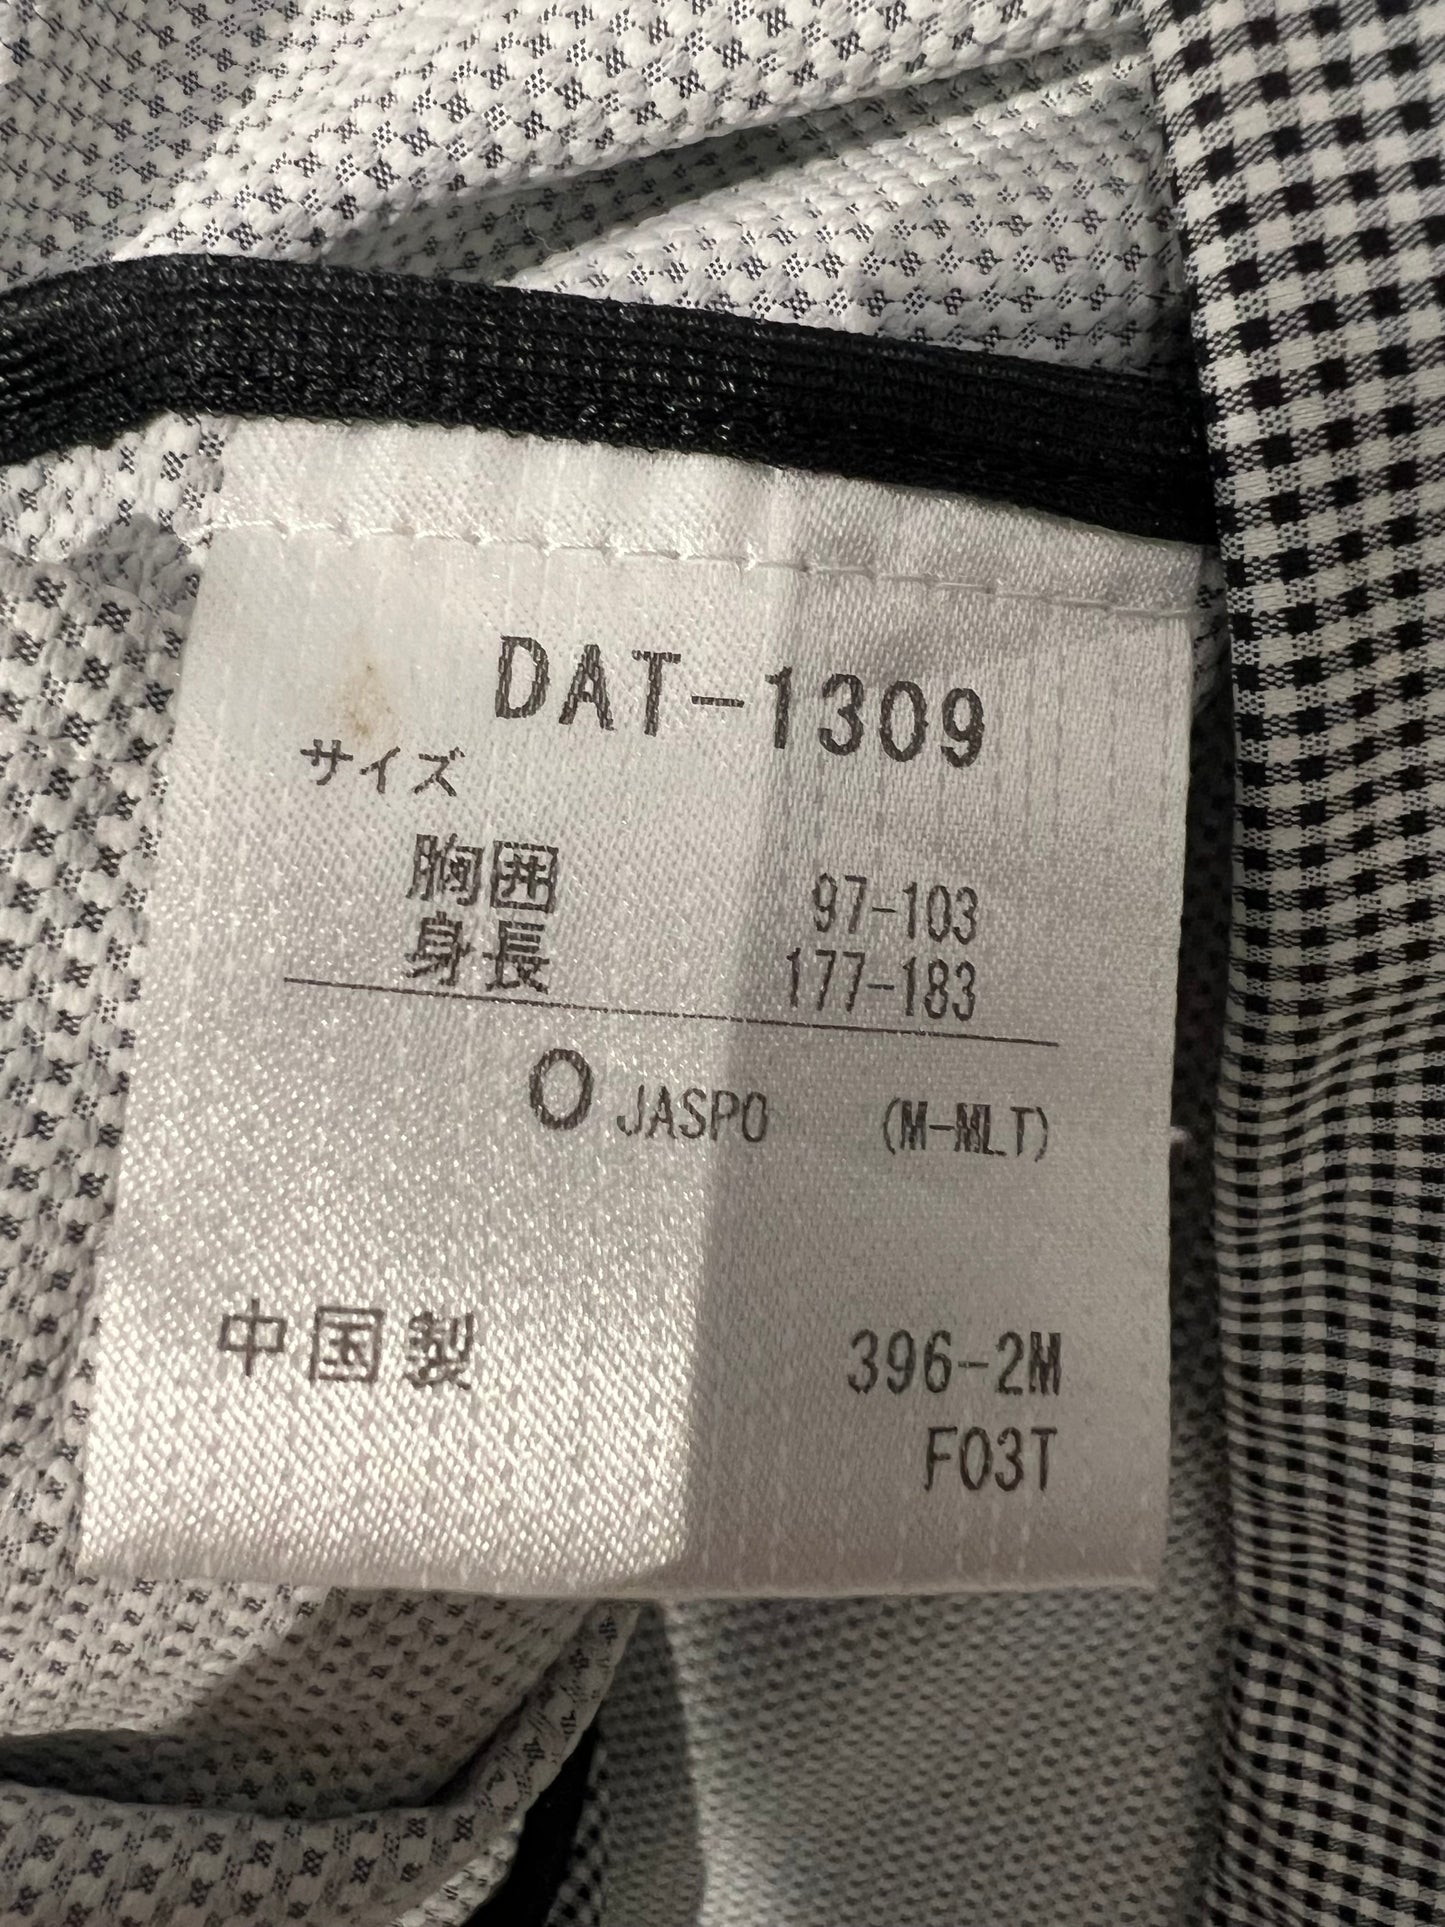 DAT-1309
サイズ
胸囲 97-103
身長 177-183
O JASPO (M-MLT)
中国製 396-2M
F03T